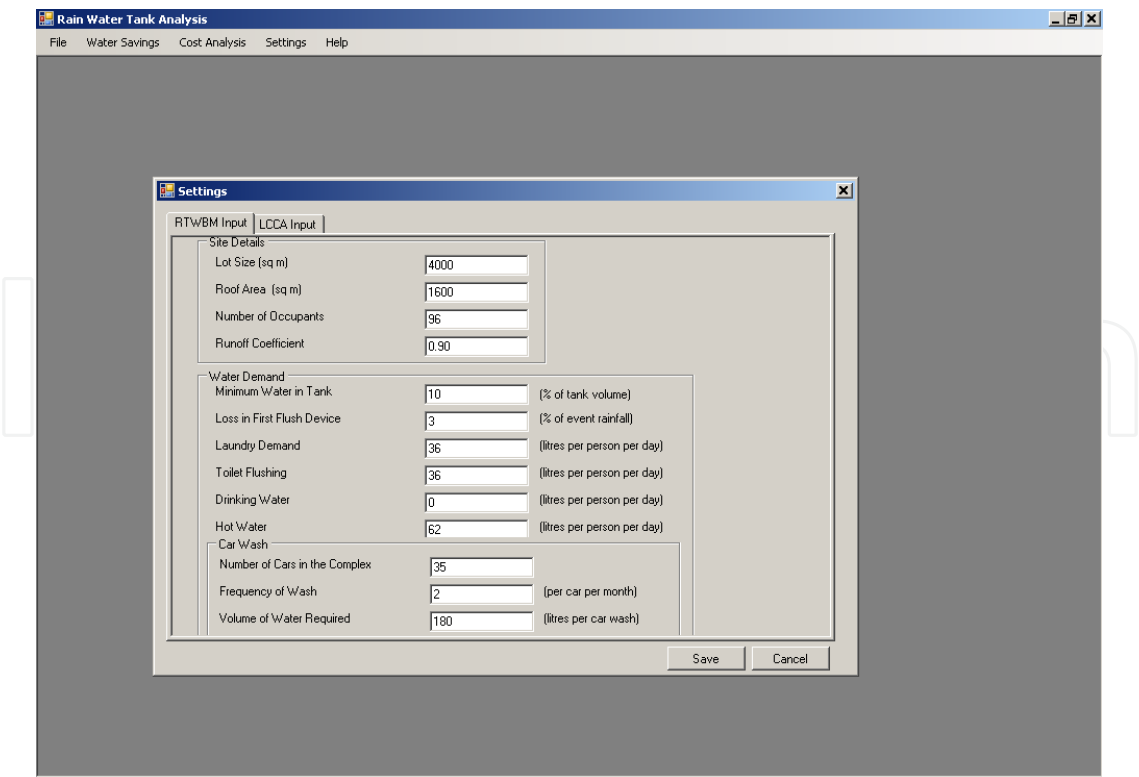 Rain Water Tank Analysis
File Water Savings Cost Analysis Settings Help
Settings
RTWBM Input LCCA Input
Site Details
Lot Size (sq m) 4000
Roof Area (sq m) 1600
Number of Occupants 96
Runoff Coefficient 0.90
Water Demand
Minimum Water in Tank 10 (% of tank volume)
Loss in First Flush Device 3 (% of event rainfall)
Laundry Demand 36 (litres per person per day)
Toilet Flushing 36 (litres per person per day)
Drinking Water 0 (litres per person per day)
Hot Water 62 (litres per person per day)
Car Wash
Number of Cars in the Complex 35
Frequency of Wash 2 (per car per month)
Volume of Water Required 180 (litres per car wash)
Save Cancel